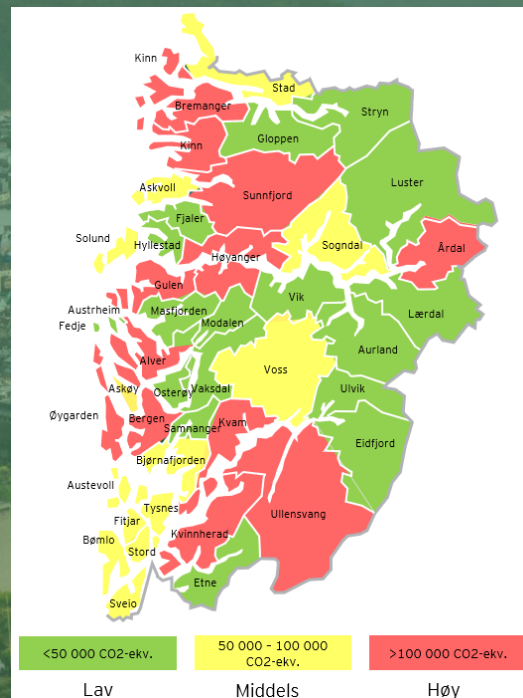 Kinn
Stad
Bremanger
Stryn
Gloppen
Kinn
Luster
Askvoll
Sunnfjord
Fjaler
Solund
Hyllestad
Sogndal
Årdal
Høyanger
Gulen
Vik
Austrheim
Masfjorden
Lærdal
Fedje
Modalen
Aurland
Alver
Voss
Askøy
Osterøy
Vaksdal
Ulvik
Øygarden
Bergen
Samnanger
Kvam
Eidfjord
Bjørnafjorden
Austevoll
Tysnes
Ullensvang
Fitjar
Kvinnherad
Bømlo
Stord
Etne
Sveio
<50 000 CO2-ekv.
50 000 - 100 000
CO2-ekv.
>100 000 CO2-ekv.
Lav
Middels
Høy